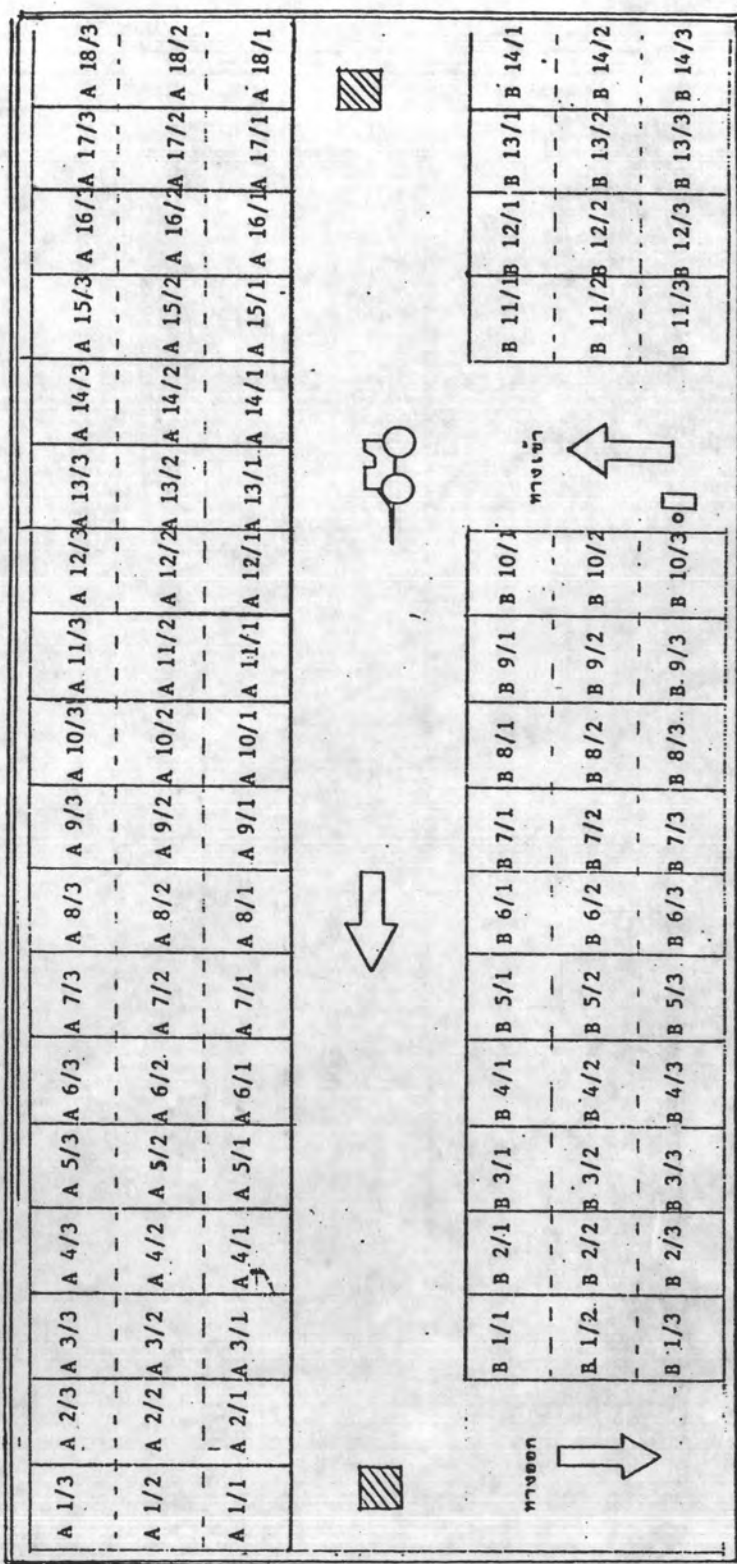 A 1/3 A 2/3 A 3/3 A 4/3 A 5/3 A 6/3 A 7/3 A 8/3 A 9/3 A 10/3 A 11/3 A 12/3 A 13/3 A 14/3 A 15/3 A 16/3 A 17/3 A 18/3
A 1/2 A 2/2 A 3/2 A 4/2 A 5/2 A 6/2 A 7/2 A 8/2 A 9/2 A 10/2 A 11/2 A 12/2 A 13/2 A 14/2 A 15/2 A 16/2 A 17/2 A 18/2
A 1/1 A 2/1 A 3/1 A 4/1 A 5/1 A 6/1 A 7/1 A 8/1 A 9/1 A 10/1 A 11/1 A 12/1 A 13/1 A 14/1 A 15/1 A 16/1 A 17/1 A 18/1
B 1/1 B 2/1 B 3/1 B 4/1 B 5/1 B 6/1 B 7/1 B 8/1 B 9/1 B 10/1 B 11/1 B 12/1 B 13/1 B 14/1
ทางออก ทางเข้า
B 1/2 B 2/2 B 3/2 B 4/2 B 5/2 B 6/2 B 7/2 B 8/2 B 9/2 B 10/2 B 11/2 B 12/2 B 13/2 B 14/2
B 1/3 B 2/3 B 3/3 B 4/3 B 5/3 B 6/3 B 7/3 B 8/3 B 9/3 B 10/3 B 11/3 B 12/3 B 13/3 B 14/3